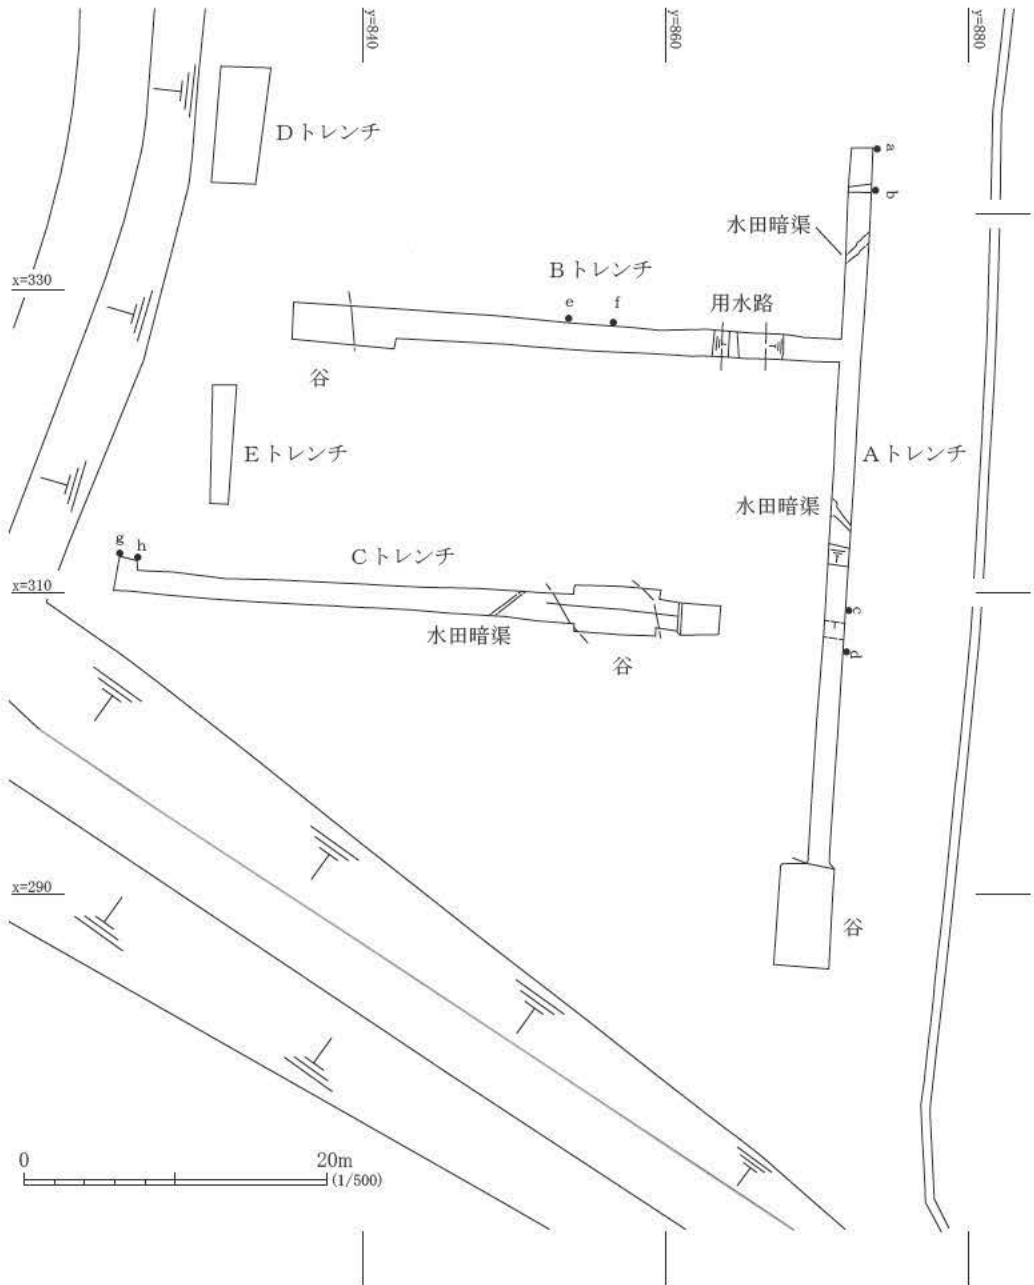 y=840
y=860
y=880
Dトレンチ
a
b
水田暗渠
Bトレンチ
x=330
e
f
用水路
谷
Eトレンチ
Aトレンチ
水田暗渠
g
h
Cトレンチ
x=310
c
水田暗渠
谷
d
x=290
谷
0
20m
(1/500)